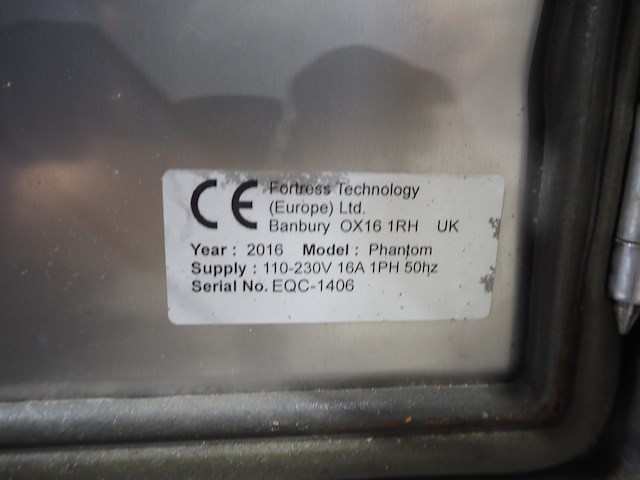 CE Fortress Technology
(Europe) Ltd.
Banbury OX16 1RH UK
Year : 2016 Model : Phantom
Supply : 110-230V 16A 1PH 50hz
Serial No. EQC-1406